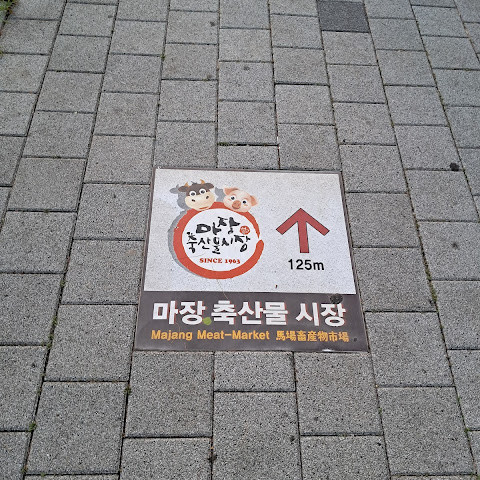 마장
축산물시장
SINCE 1963
125m
마장 축산물 시장
Majang Meat-Market 馬場畜産物市場